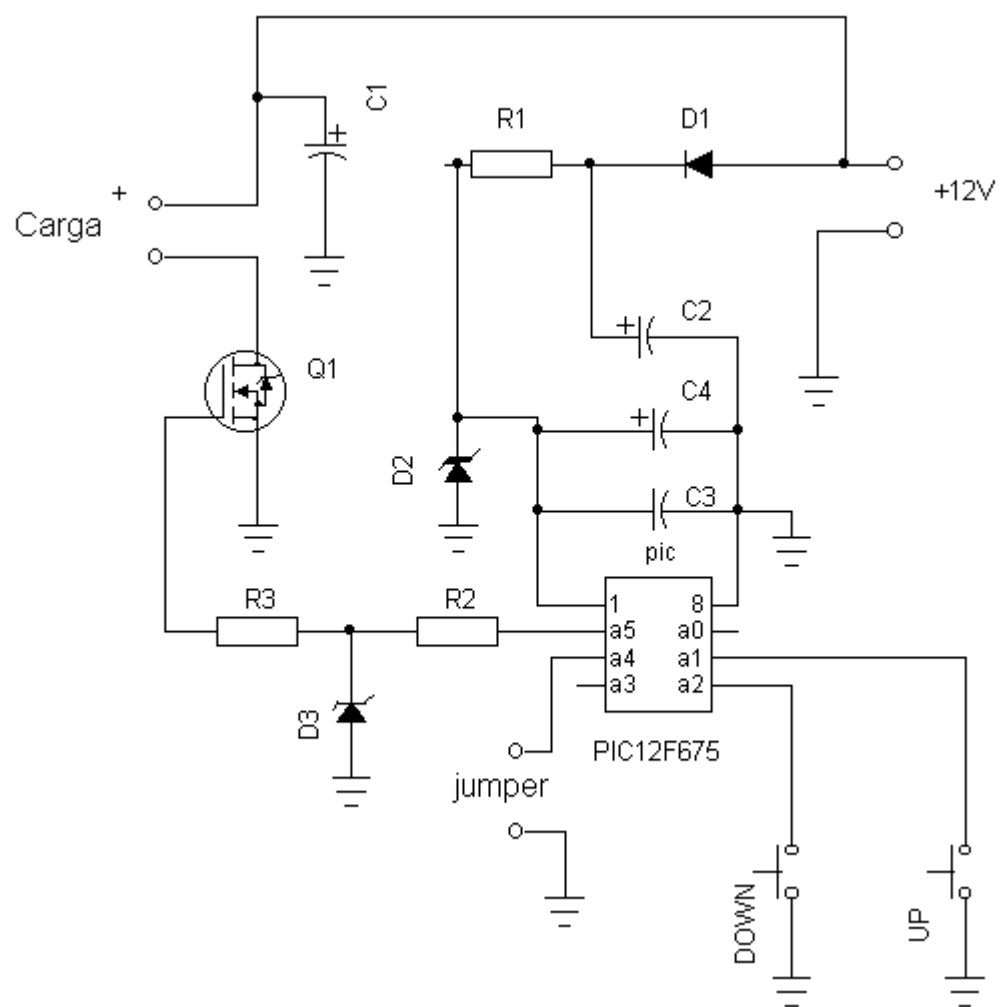 C1
R1
D1
+
+
Carga
+12V
C2
+
Q1
C4
+
D2
C3
pic
R3
R2
1
8
a5
a0
a4
a1
a3
a2
D3
PIC12F675
jumper
DOWN
UP